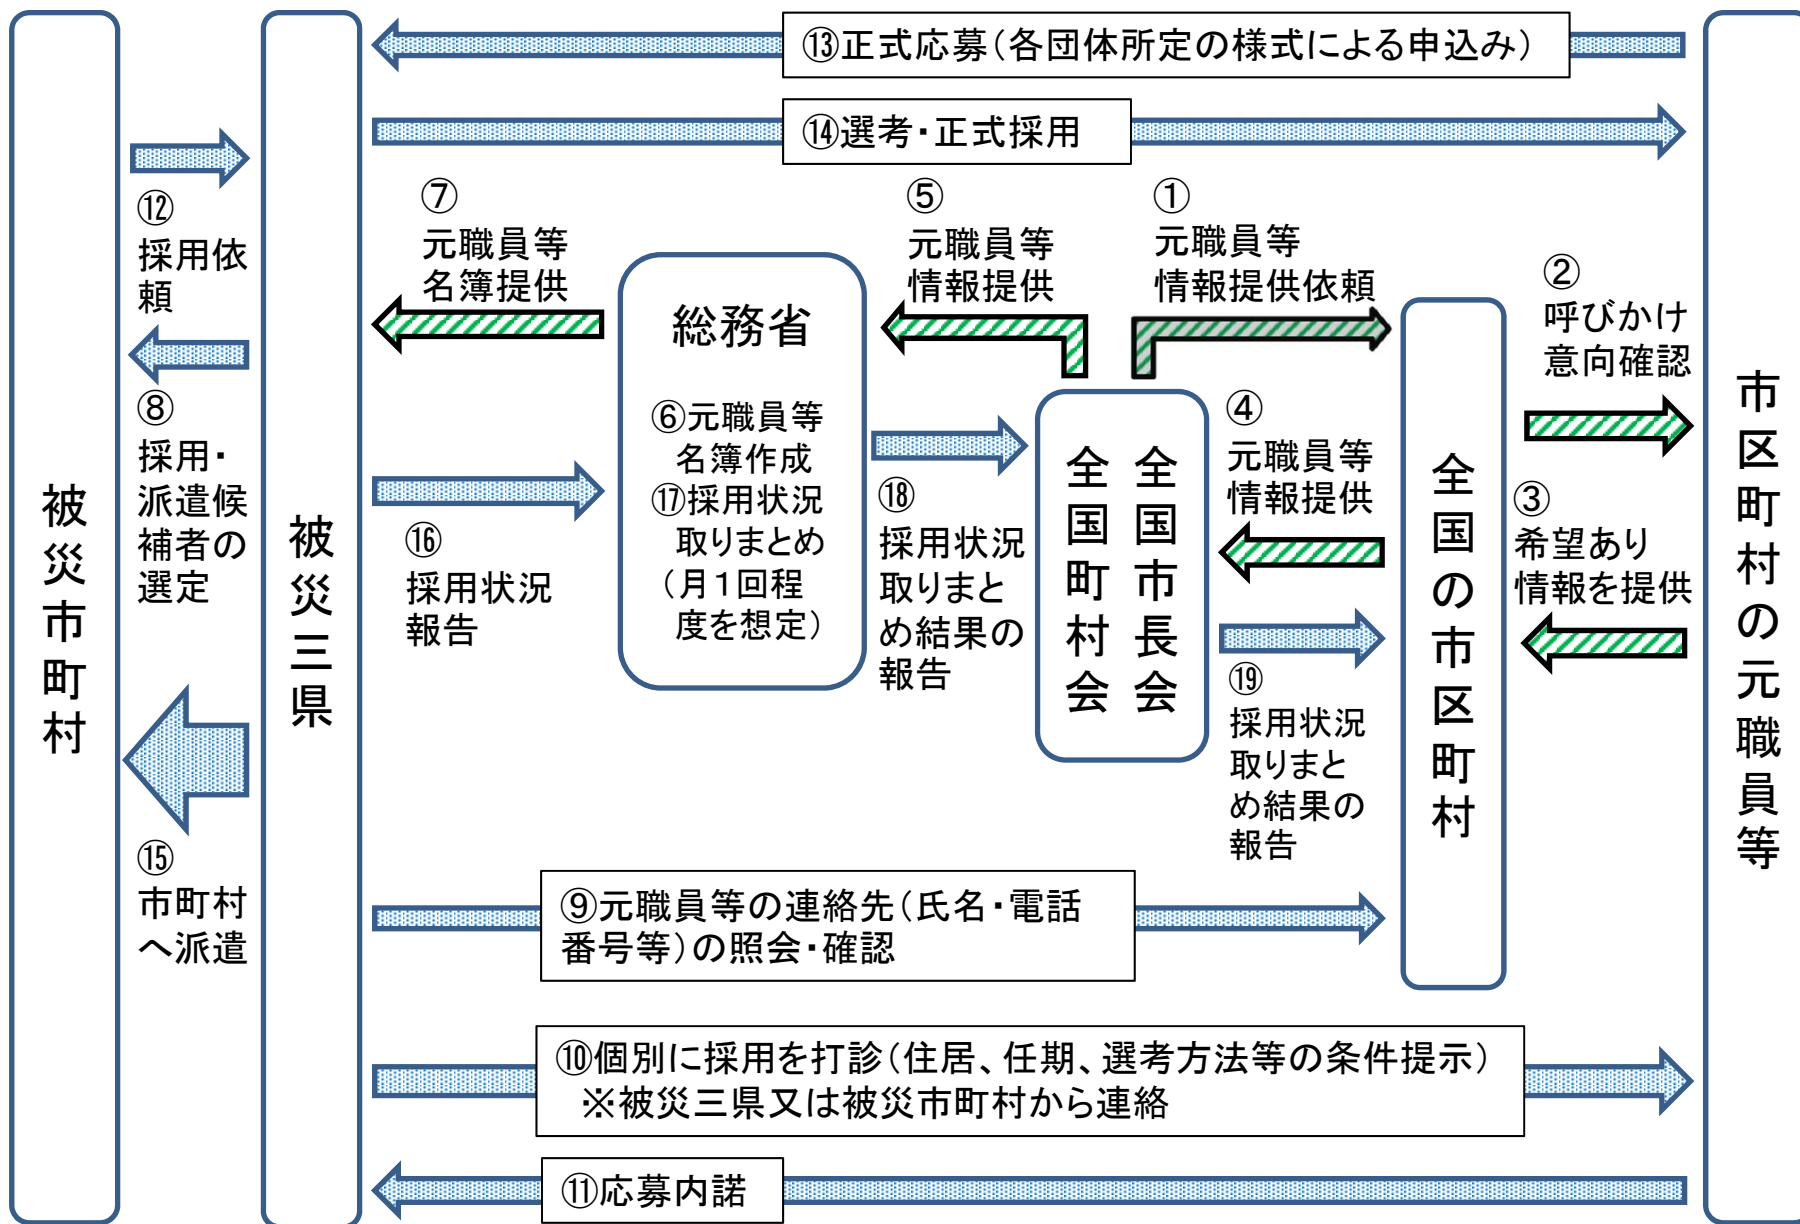 ⑬正式応募（各団体所定の様式による申込み）
⑭選考・正式採用
⑫
採用依
頼
⑧
採用・
派遣候
補者の
選定
⑮
市町村
へ派遣
被災市町村
被災三県
⑦
元職員等
名簿提供
⑯
採用状況
報告
総務省
⑥元職員等
名簿作成
⑰採用状況
取りまとめ
（月１回程
度を想定）
⑤
元職員等
情報提供
⑱
採用状況
取りまと
め結果の
報告
①
元職員等
情報提供依頼
全国市長会
全国町村会
④
元職員等
情報提供
⑲
採用状況
取りまと
め結果の
報告
全国の市区町村
②
呼びかけ
意向確認
③
希望あり
情報を提供
市区町村の元職員等
⑨元職員等の連絡先（氏名・電話
番号等）の照会・確認
⑩個別に採用を打診（住居、任期、選考方法等の条件提示）
※被災三県又は被災市町村から連絡
⑪応募内諾